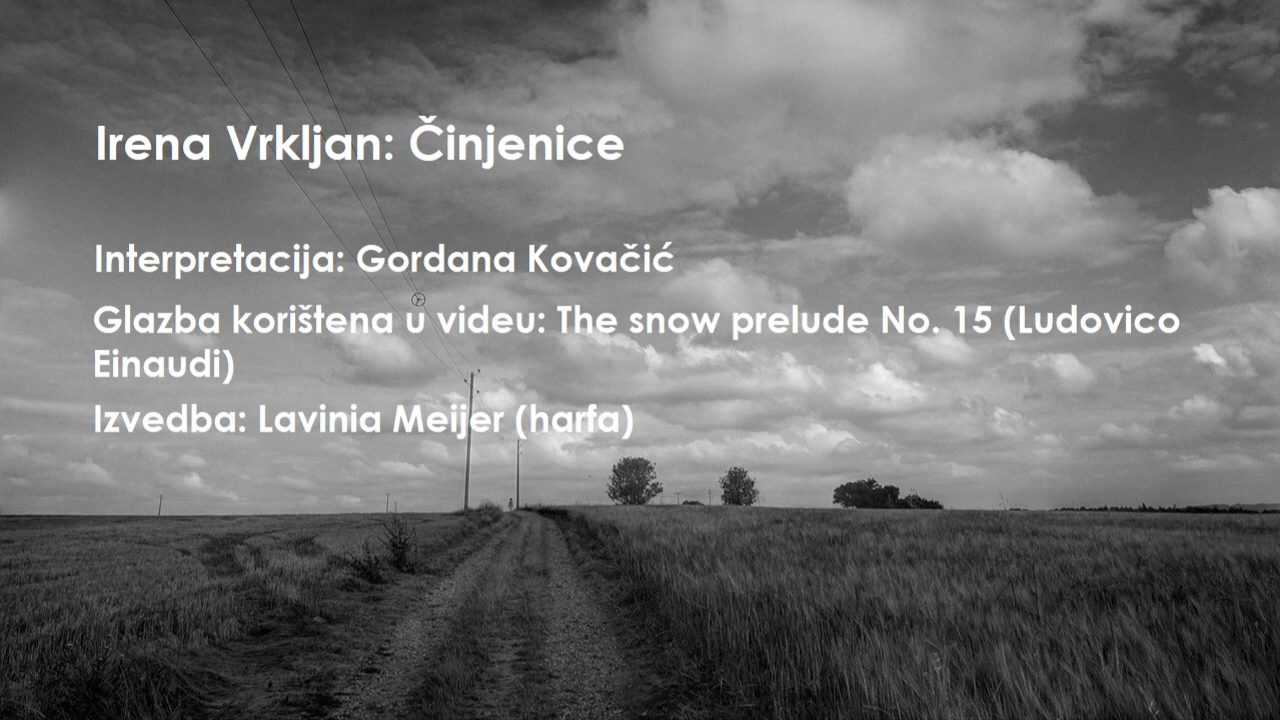 Irena Vrkljan: Činjenice
Interpretacija: Gordana Kovačić
Glazba korištena u videu: The snow prelude No. 15 (Ludovico
Einaudi)
Izvedba: Lavinia Meijer (harfa)